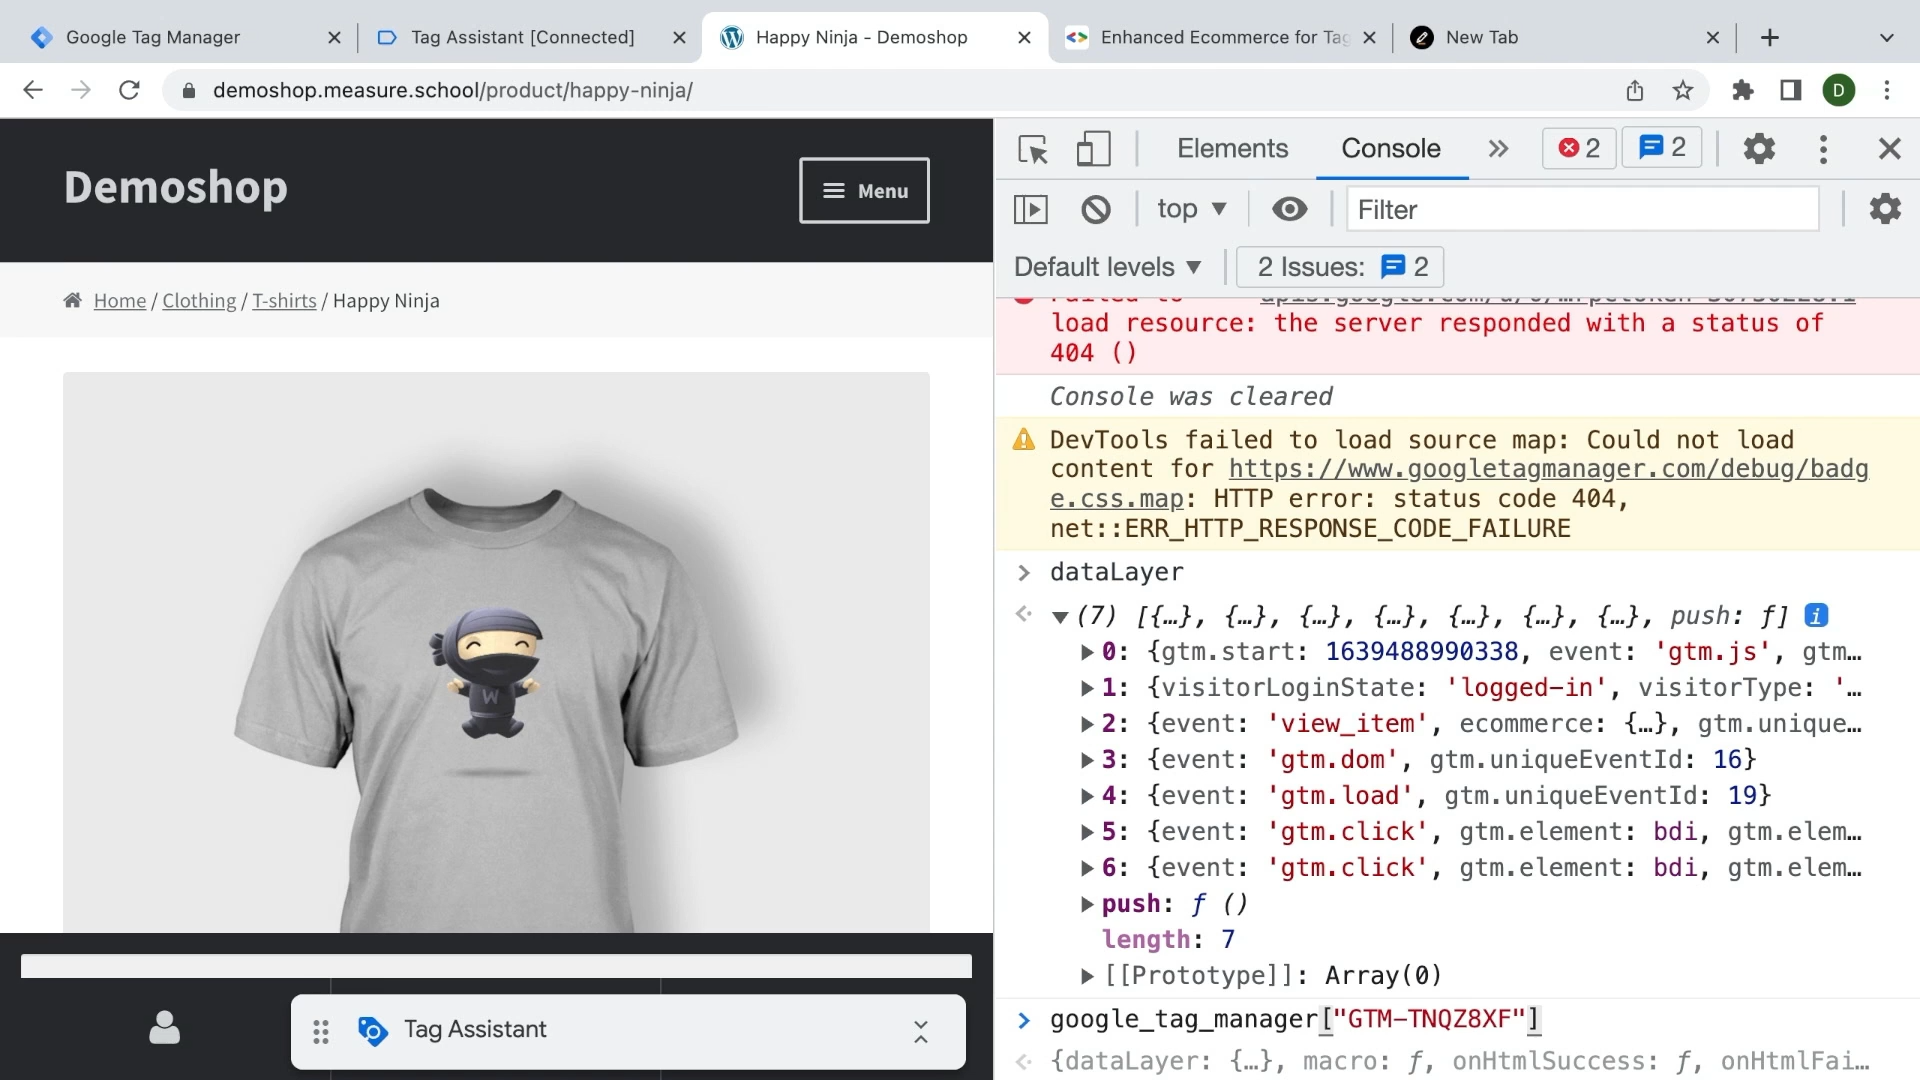 Google Tag Manager
Tag Assistant [Connected]
Happy Ninja - Demoshop
Enhanced Ecommerce for Tag
New Tab
demoshop.measure.school/product/happy-ninja/
D
Demoshop
Menu
Home / Clothing / T-shirts / Happy Ninja
W
Tag Assistant
Elements
Console
2
2
top ▼
Filter
Default levels ▼
2 Issues: 2
Failed to
load resource: the server responded with a status of
404 ()
Console was cleared
DevTools failed to load source map: Could not load
content for https://www.googletagmanager.com/debug/badg
e.css.map: HTTP error: status code 404,
net::ERR_HTTP_RESPONSE_CODE_FAILURE
> dataLayer
▼(7) [{…}, {…}, {…}, {…}, {…}, {…}, {…}, push: ƒ] i
▶0: {gtm.start: 1639488990338, event: 'gtm.js', gtm…
▶1: {visitorLoginState: 'logged-in', visitorType: '…
▶2: {event: 'view_item', ecommerce: {…}, gtm.unique…
▶3: {event: 'gtm.dom', gtm.uniqueEventId: 16}
▶4: {event: 'gtm.load', gtm.uniqueEventId: 19}
▶5: {event: 'gtm.click', gtm.element: bdi, gtm.elem…
▶6: {event: 'gtm.click', gtm.element: bdi, gtm.elem…
▶push: ƒ ()
length: 7
▶[[Prototype]]: Array(0)
> google_tag_manager["GTM-TNQZ8XF"]
{dataLayer: {…}, macro: ƒ, onHtmlSuccess: ƒ, onHtmlFai…